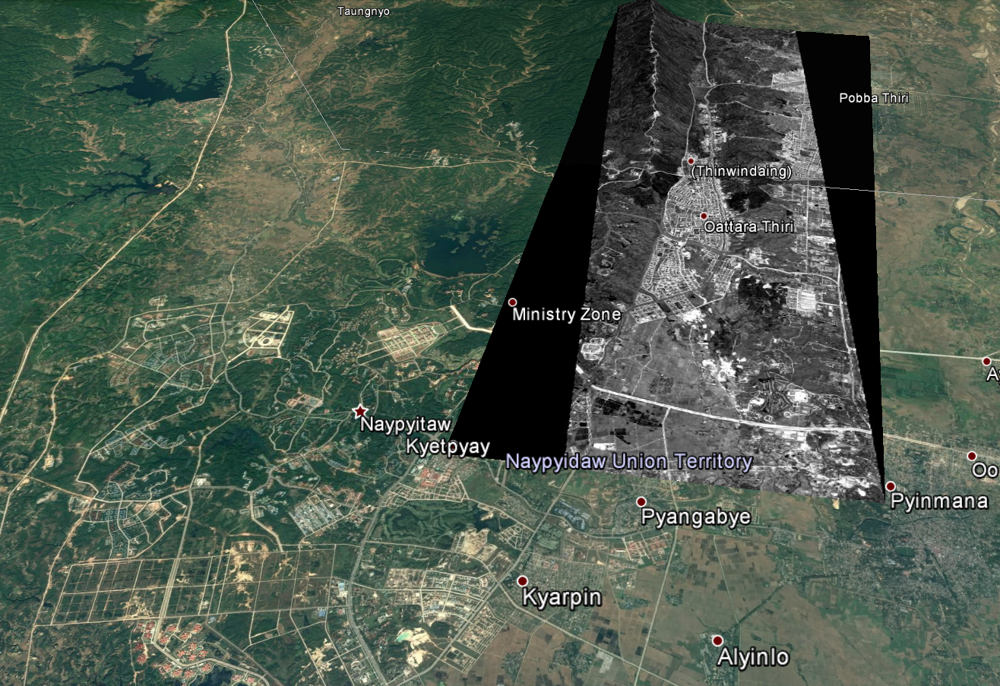 Taungnyo
Pobba Thiri
(Thinwindaing)
Oattara Thiri
Ministry Zone
Naypyitaw
Kyetpyay
Naypyidaw Union Territory
Pyinmana
Pyangabye
Kyarpin
Alyinlo